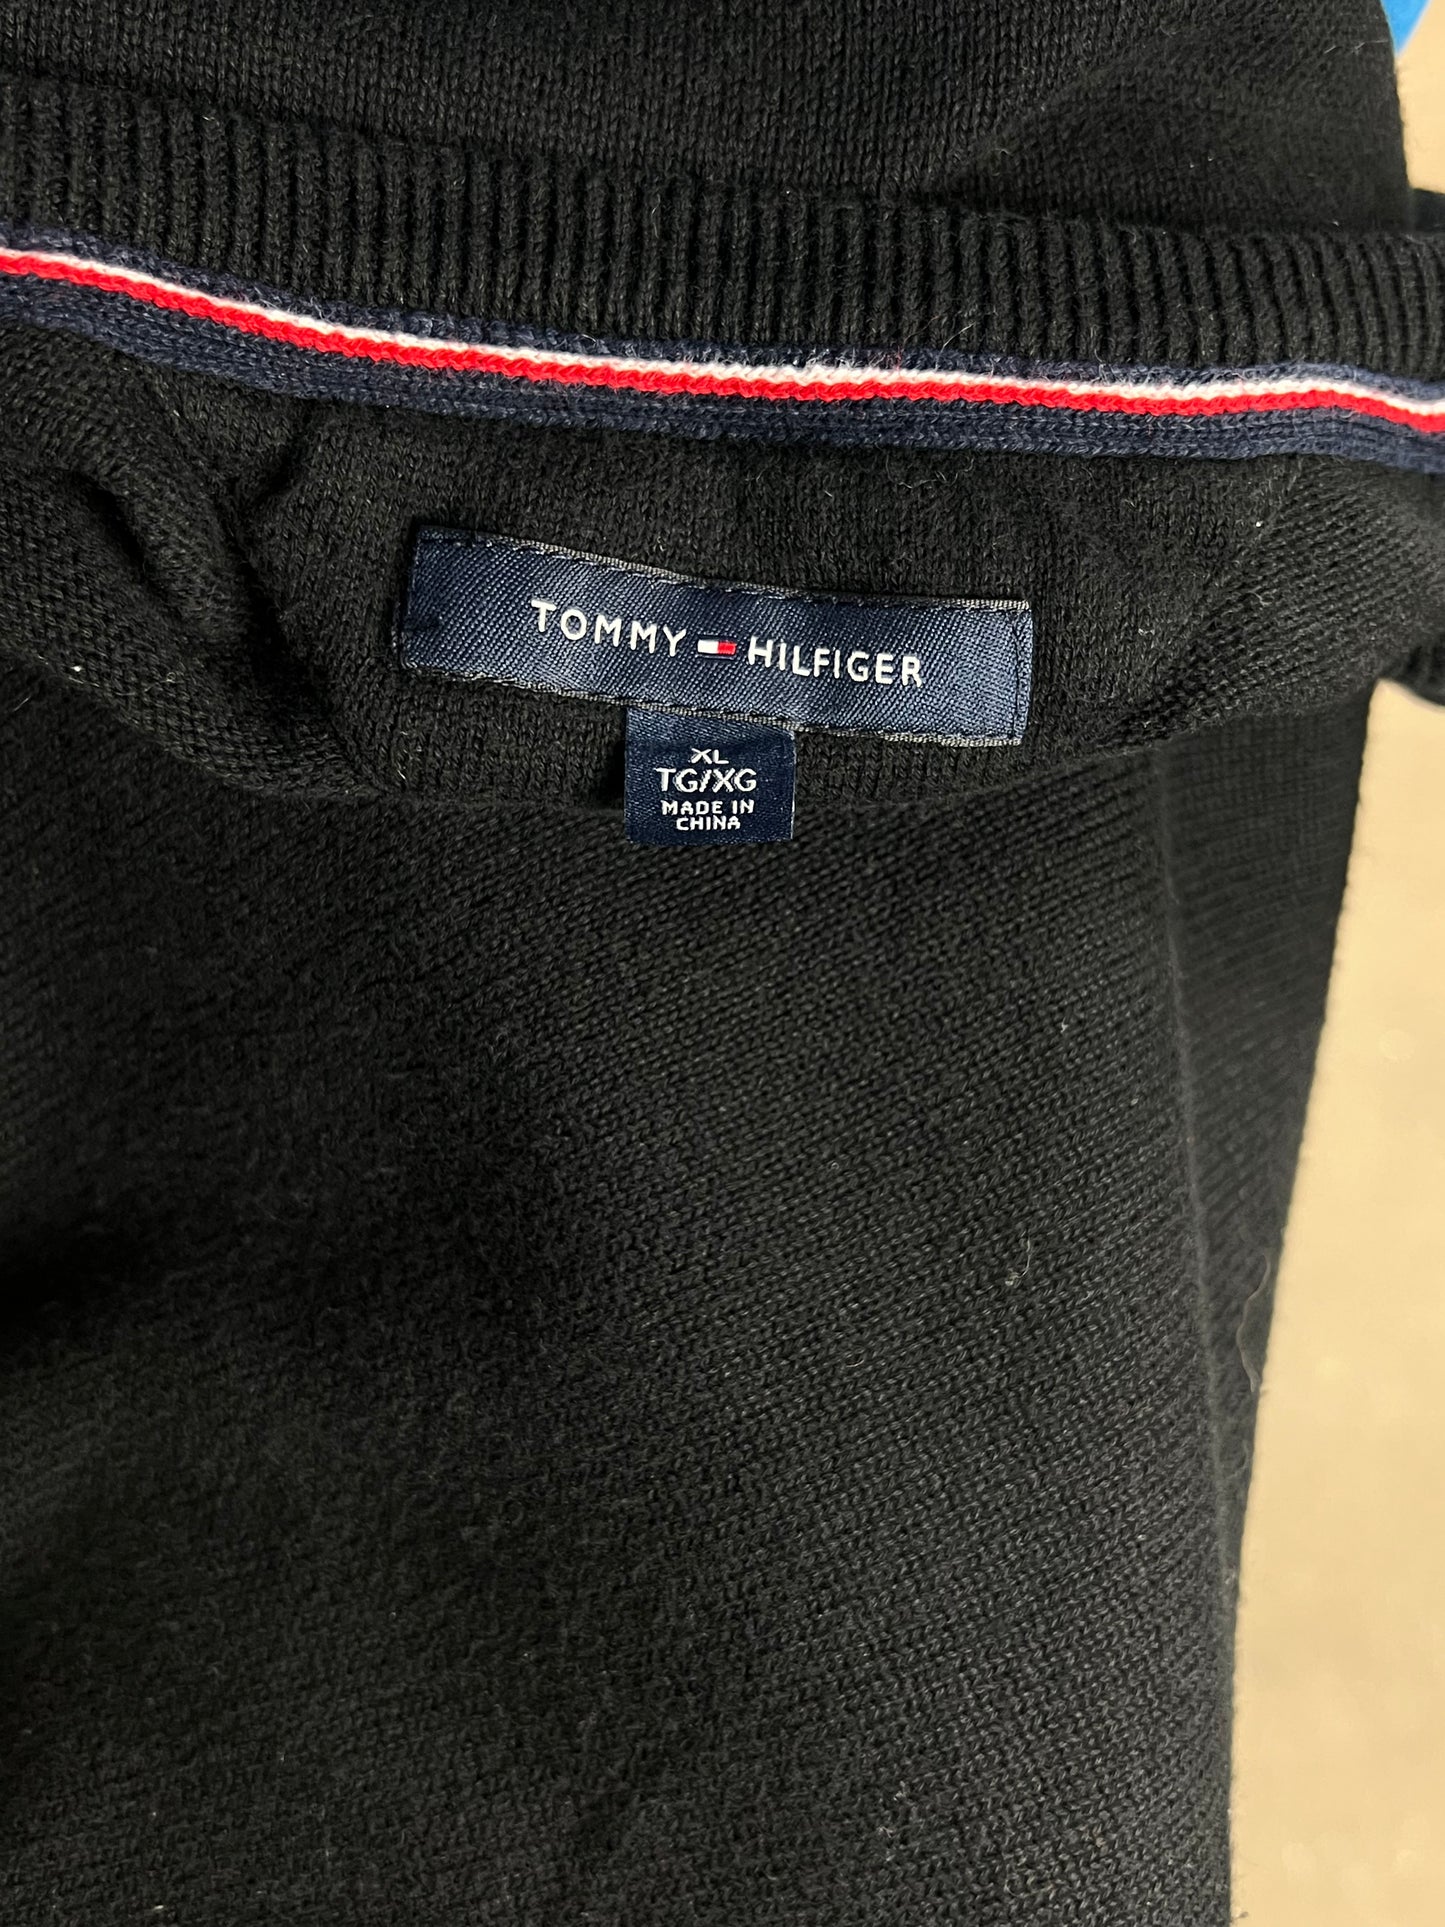 TOMMY HILFIGER
XL
TG/XG
MADE IN
CHINA